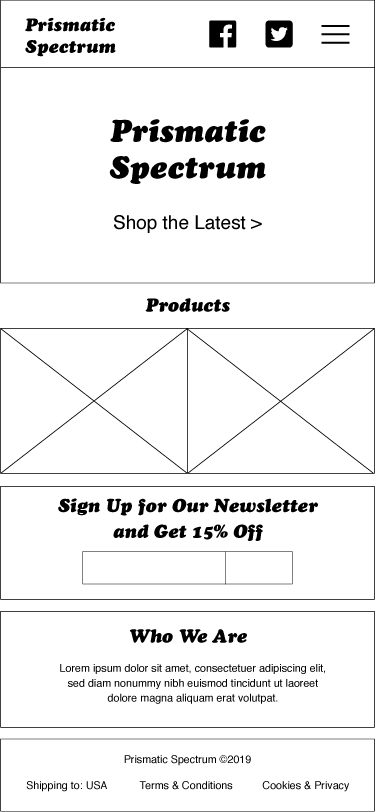 Prismatic
Spectrum
Prismatic
Spectrum
Shop the Latest >
Products
Sign Up for Our Newsletter
and Get 15% Off
Who We Are
Lorem ipsum dolor sit amet, consectetuer adipiscing elit,
sed diam nonummy nibh euismod tincidunt ut laoreet
dolore magna aliquam erat volutpat.
Prismatic Spectrum ©2019
Shipping to: USA Terms & Conditions Cookies & Privacy